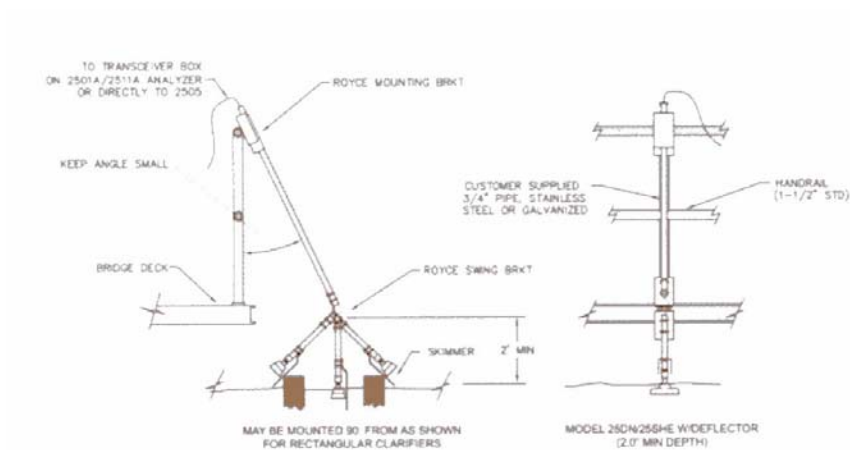 TO TRANSCEIVER BOX
ON 2501A/2511A ANALYZER
OR DIRECTLY TO 2505
ROYCE MOUNTING BRKT
KEEP ANGLE SMALL
BRIDGE DECK
ROYCE SWING BRKT
SKIMMER
2' MIN
MAY BE MOUNTED 90 FROM AS SHOWN
FOR RECTANGULAR CLARIFIERS
CUSTOMER SUPPLIED
3/4" PIPE, STAINLESS
STEEL OR GALVANIZED
HANDRAIL
(1-1/2" STD)
MODEL 25DN/25SHE W/DEFLECTOR
(2.0" MIN DEPTH)